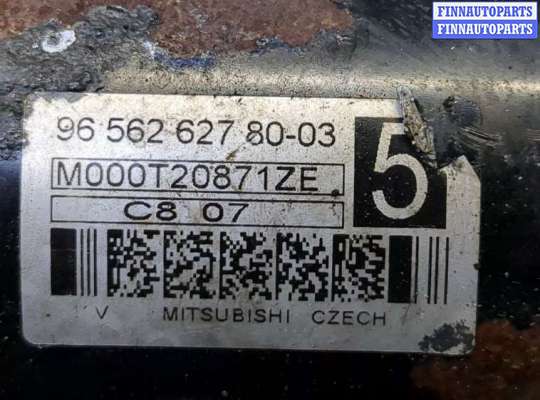 FINNAUTOPARTS
FINNAUTOPARTS
96 562 627 80-03
M000T20871ZE
5
C8 07
V MITSUBISHI CZECH